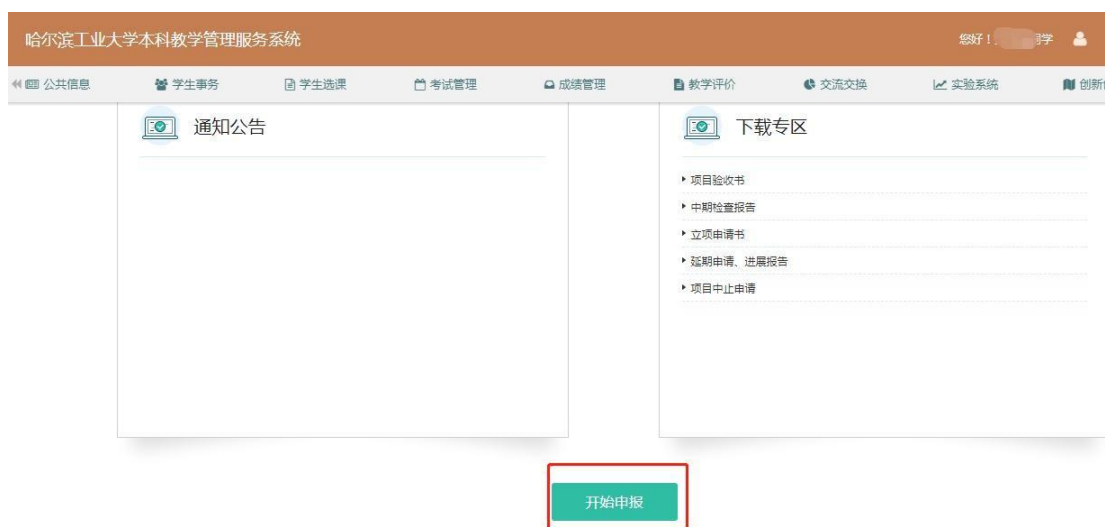 哈尔滨工业大学本科教学管理服务系统
您好！ 同学
公共信息 学生事务 学生选课 考试管理 成绩管理 教学评价 交流交换 实验系统 创新
通知公告
下载专区
项目验收书
中期检查报告
立项申请书
延期申请、进展报告
项目中止申请
开始申报